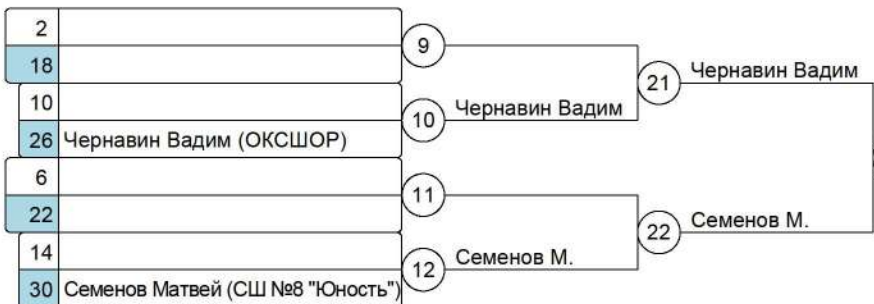 2
9
18
21 Чернавин Вадим
10
10 Чернавин Вадим
26 Чернавин Вадим (ОКСШОР)
6
11
22
22 Семенов М.
14
12 Семенов М.
30 Семенов Матвей (СШ №8 "Юность")